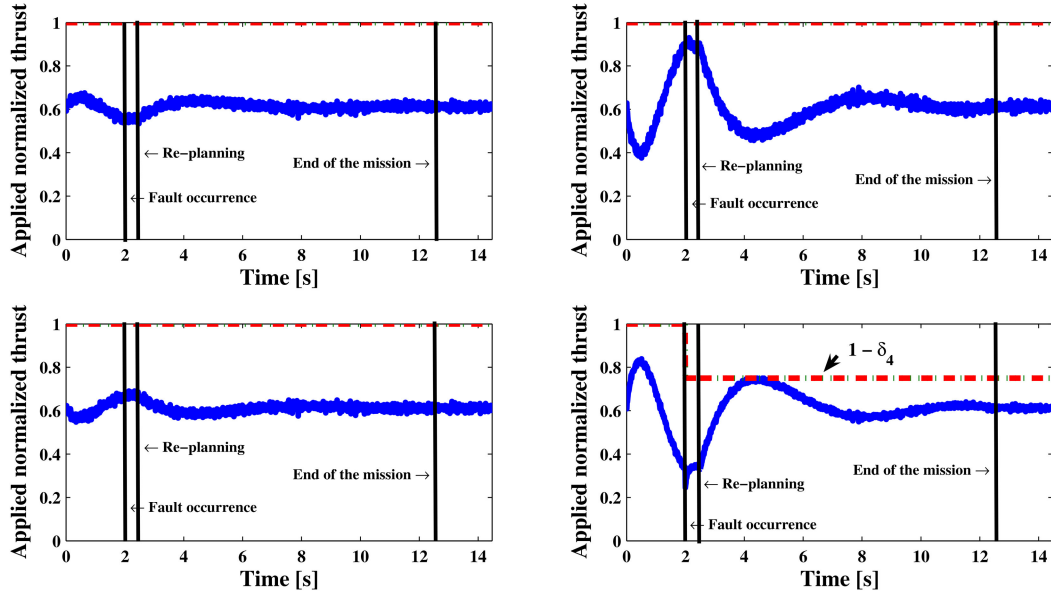 Applied normalized thrust
1
0.8
0.6
0.4
0.2
0
← Re−planning
End of the mission →
← Fault occurrence
0 2 4 6 8 10 12 14
Time [s]
Applied normalized thrust
1
0.8
0.6
0.4
0.2
0
← Re−planning
End of the mission →
← Fault occurrence
0 2 4 6 8 10 12 14
Time [s]
Applied normalized thrust
1
0.8
0.6
0.4
0.2
0
← Re−planning
End of the mission →
← Fault occurrence
0 2 4 6 8 10 12 14
Time [s]
Applied normalized thrust
1
0.8
0.6
0.4
0.2
0
1 − δ4
End of the mission →
← Re−planning
← Fault occurrence
0 2 4 6 8 10 12 14
Time [s]